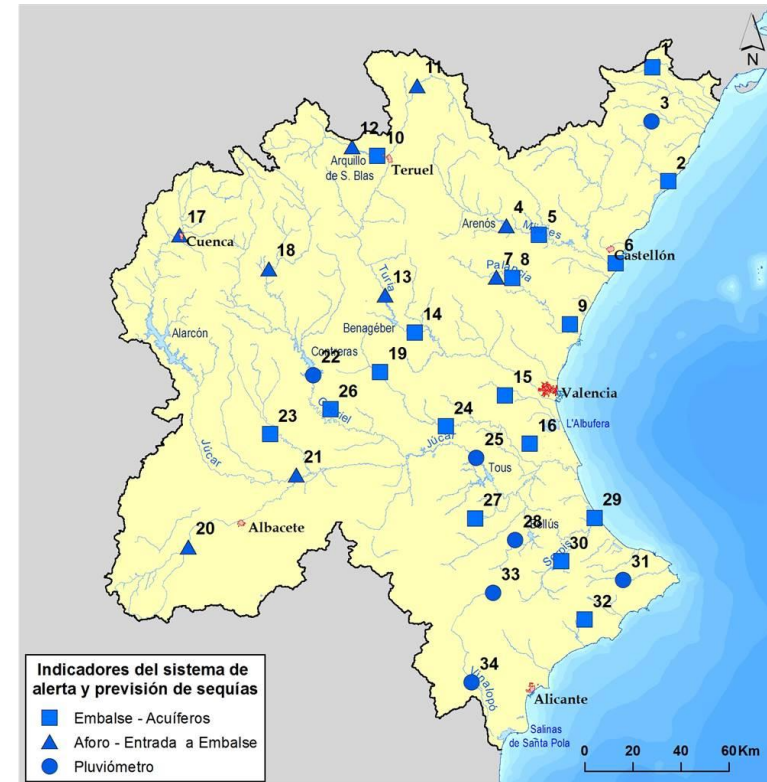 1
N
11
3
12
10
Arquillo
de S. Blas
Teruel
2
17
Cuenca
4
5
Arenós
Mijares
6
Castellón
18
7
8
Palancia
13
Turia
9
14
Benagéber
Alarcón
Contreras
22
19
15
Valencia
26
Cabriel
24
L'Albufera
23
Júcar
25
16
Júcar
21
Tous
27
29
Albacete
28
Bellús
20
30
Serpis
31
33
32
34
Vinalopó
Alicante
Salinas
de Santa Pola
Indicadores del sistema de
alerta y previsión de sequías
Embalse - Acuíferos
Aforo - Entrada a Embalse
Pluviómetro
0 20 40 60 Km